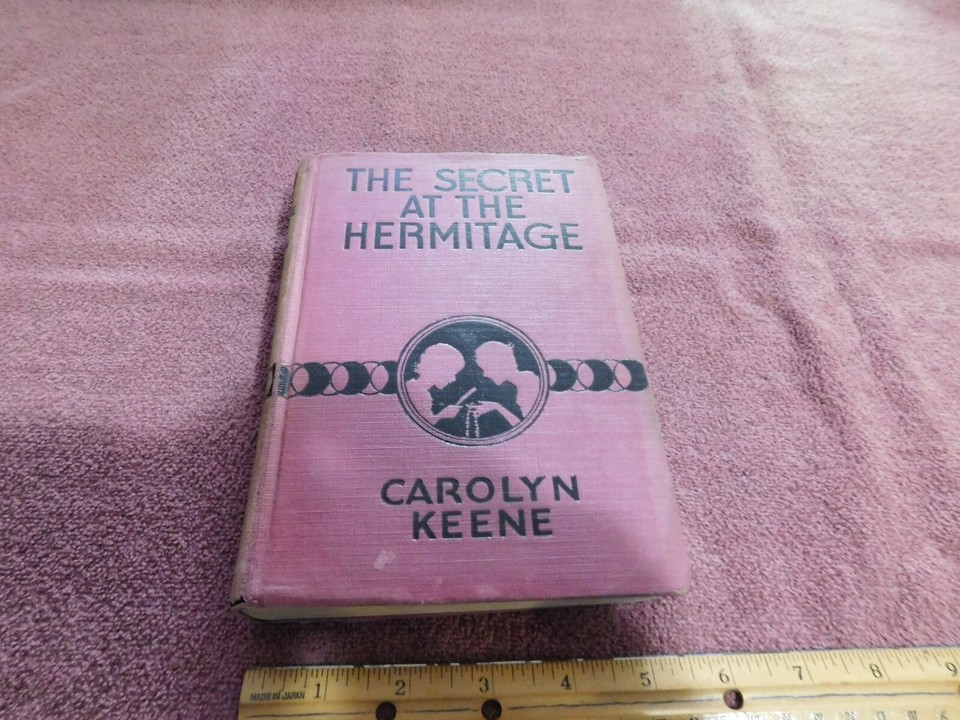 THE SECRET
AT THE
HERMITAGE
CAROLYN
KEENE
MADE IN JAPAN 1 2 3 4 5 6 7 8 9